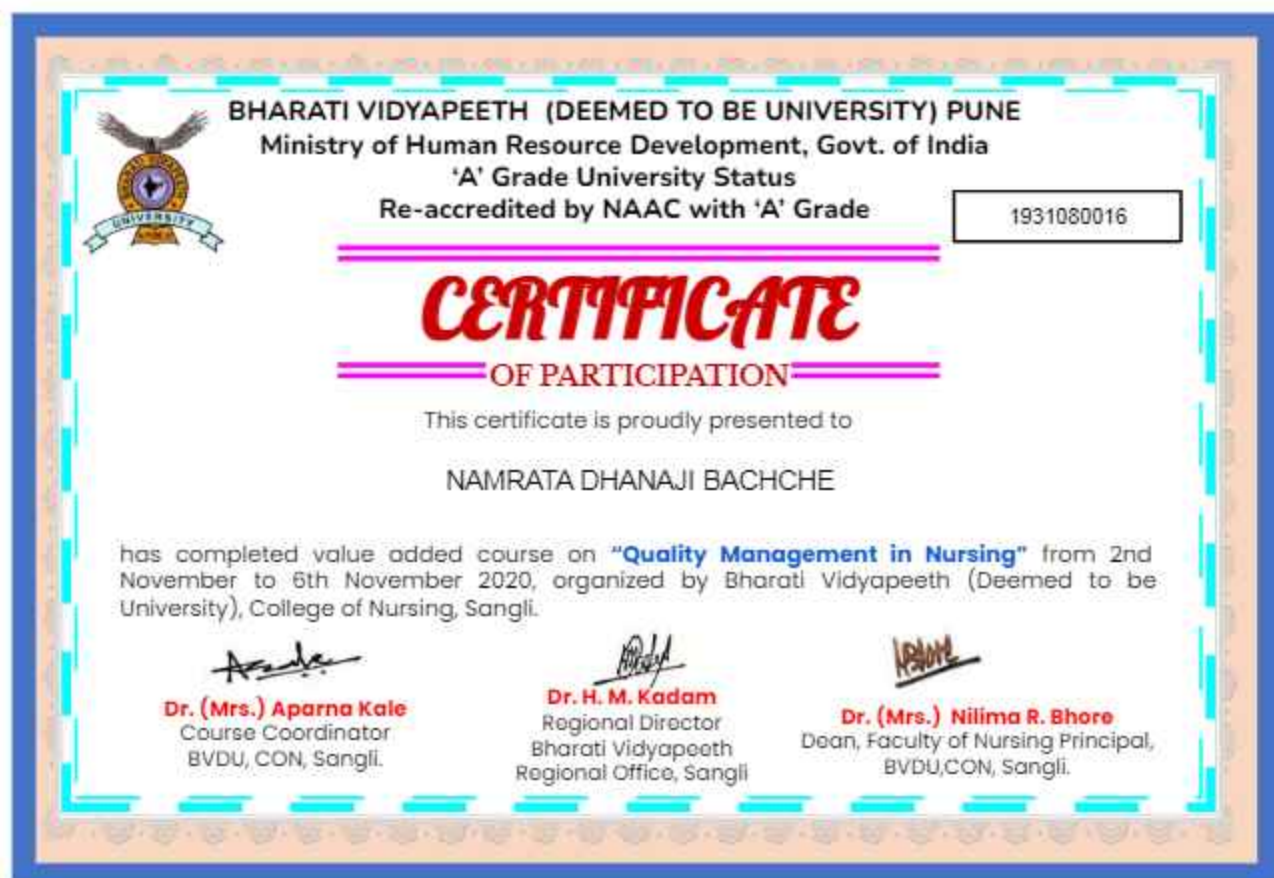 BHARATI VIDYAPEETH (DEEMED TO BE UNIVERSITY) PUNE
Ministry of Human Resource Development, Govt. of India
‘A’ Grade University Status
Re-accredited by NAAC with ‘A’ Grade
1931080016
BHARATI VIDYAPEETH
UNIVERSITY
CERTIFICATE
OF PARTICIPATION
This certificate is proudly presented to
NAMRATA DHANAJI BACHCHE
has completed value added course on “Quality Management in Nursing” from 2nd
November to 6th November 2020, organized by Bharati Vidyapeeth (Deemed to be
University), College of Nursing, Sangli.
Dr. (Mrs.) Aparna Kale
Course Coordinator
BVDU, CON, Sangli.
Dr. H. M. Kadam
Regional Director
Bharati Vidyapeeth
Regional Office, Sangli
Dr. (Mrs.) Nilima R. Bhore
Dean, Faculty of Nursing Principal,
BVDU,CON, Sangli.